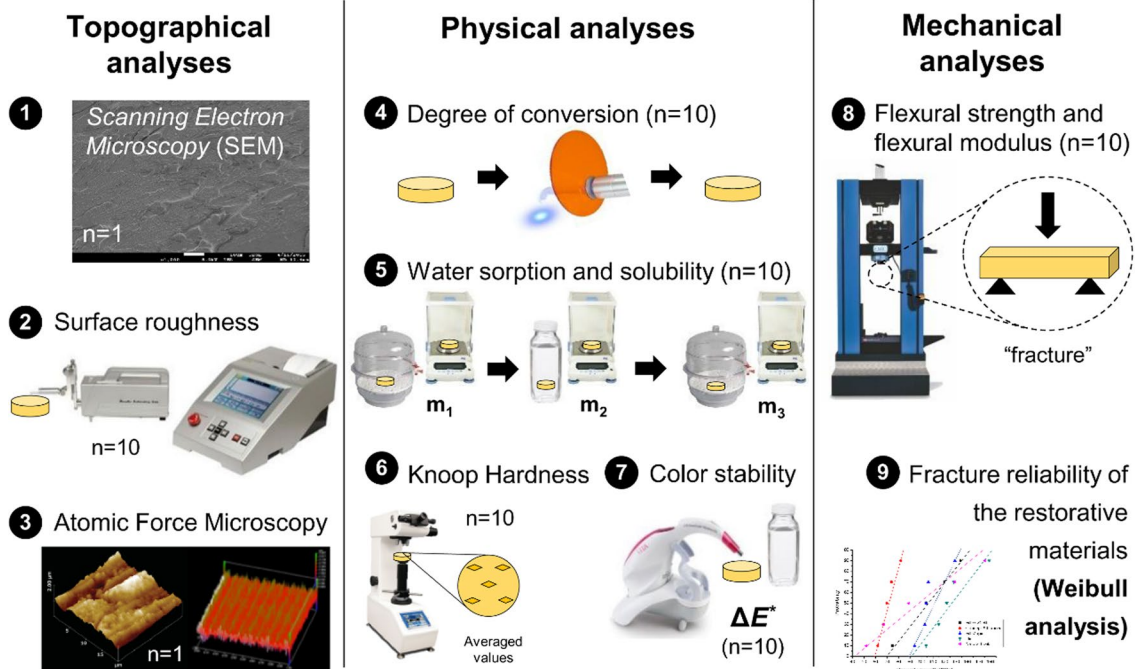 Topographical
analyses
1
Scanning Electron
Microscopy (SEM)
n=1
2 Surface roughness
n=10
3 Atomic Force Microscopy
n=1
Physical analyses
4 Degree of conversion (n=10)
5 Water sorption and solubility (n=10)
m1 m2 m3
6 Knoop Hardness
n=10
Averaged
values
7 Color stability
ΔE*
(n=10)
Mechanical
analyses
8 Flexural strength and
flexural modulus (n=10)
“fracture”
9 Fracture reliability of
the restorative
materials
(Weibull
analysis)